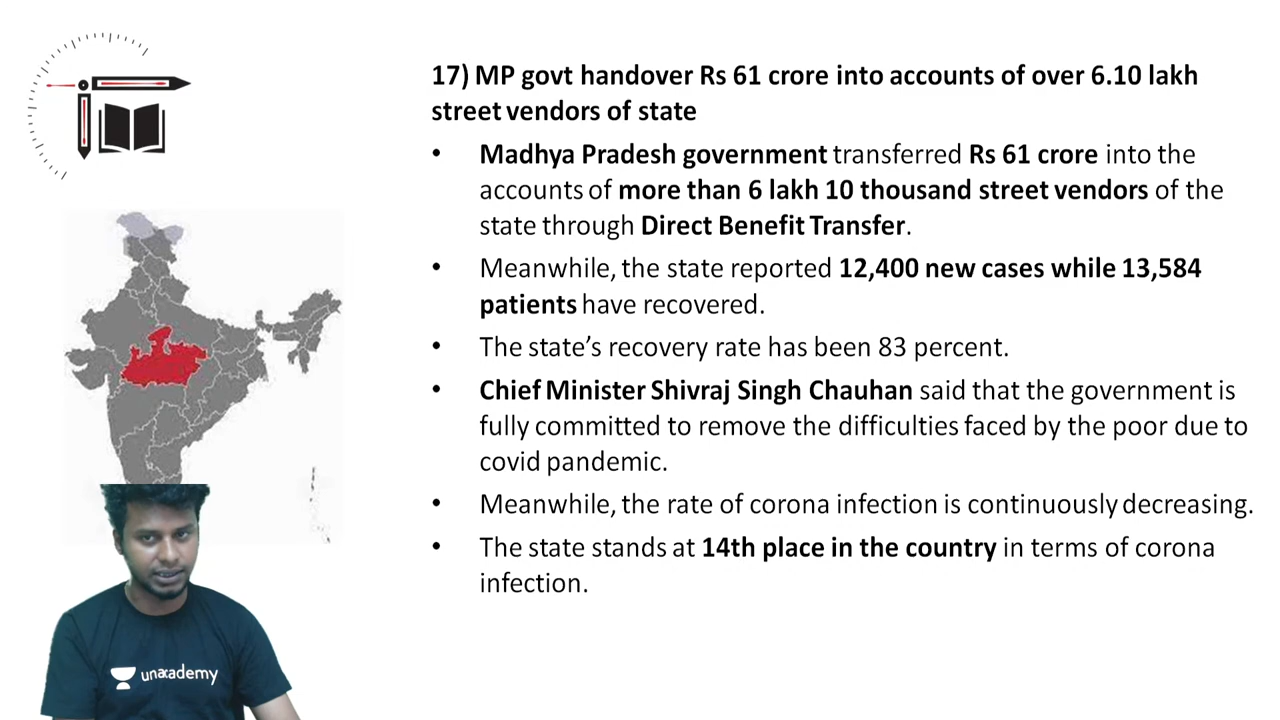 17) MP govt handover Rs 61 crore into accounts of over 6.10 lakh
street vendors of state
• Madhya Pradesh government transferred Rs 61 crore into the
accounts of more than 6 lakh 10 thousand street vendors of the
state through Direct Benefit Transfer.
• Meanwhile, the state reported 12,400 new cases while 13,584
patients have recovered.
• The state’s recovery rate has been 83 percent.
• Chief Minister Shivraj Singh Chauhan said that the government is
fully committed to remove the difficulties faced by the poor due to
covid pandemic.
• Meanwhile, the rate of corona infection is continuously decreasing.
• The state stands at 14th place in the country in terms of corona
infection.
unacademy